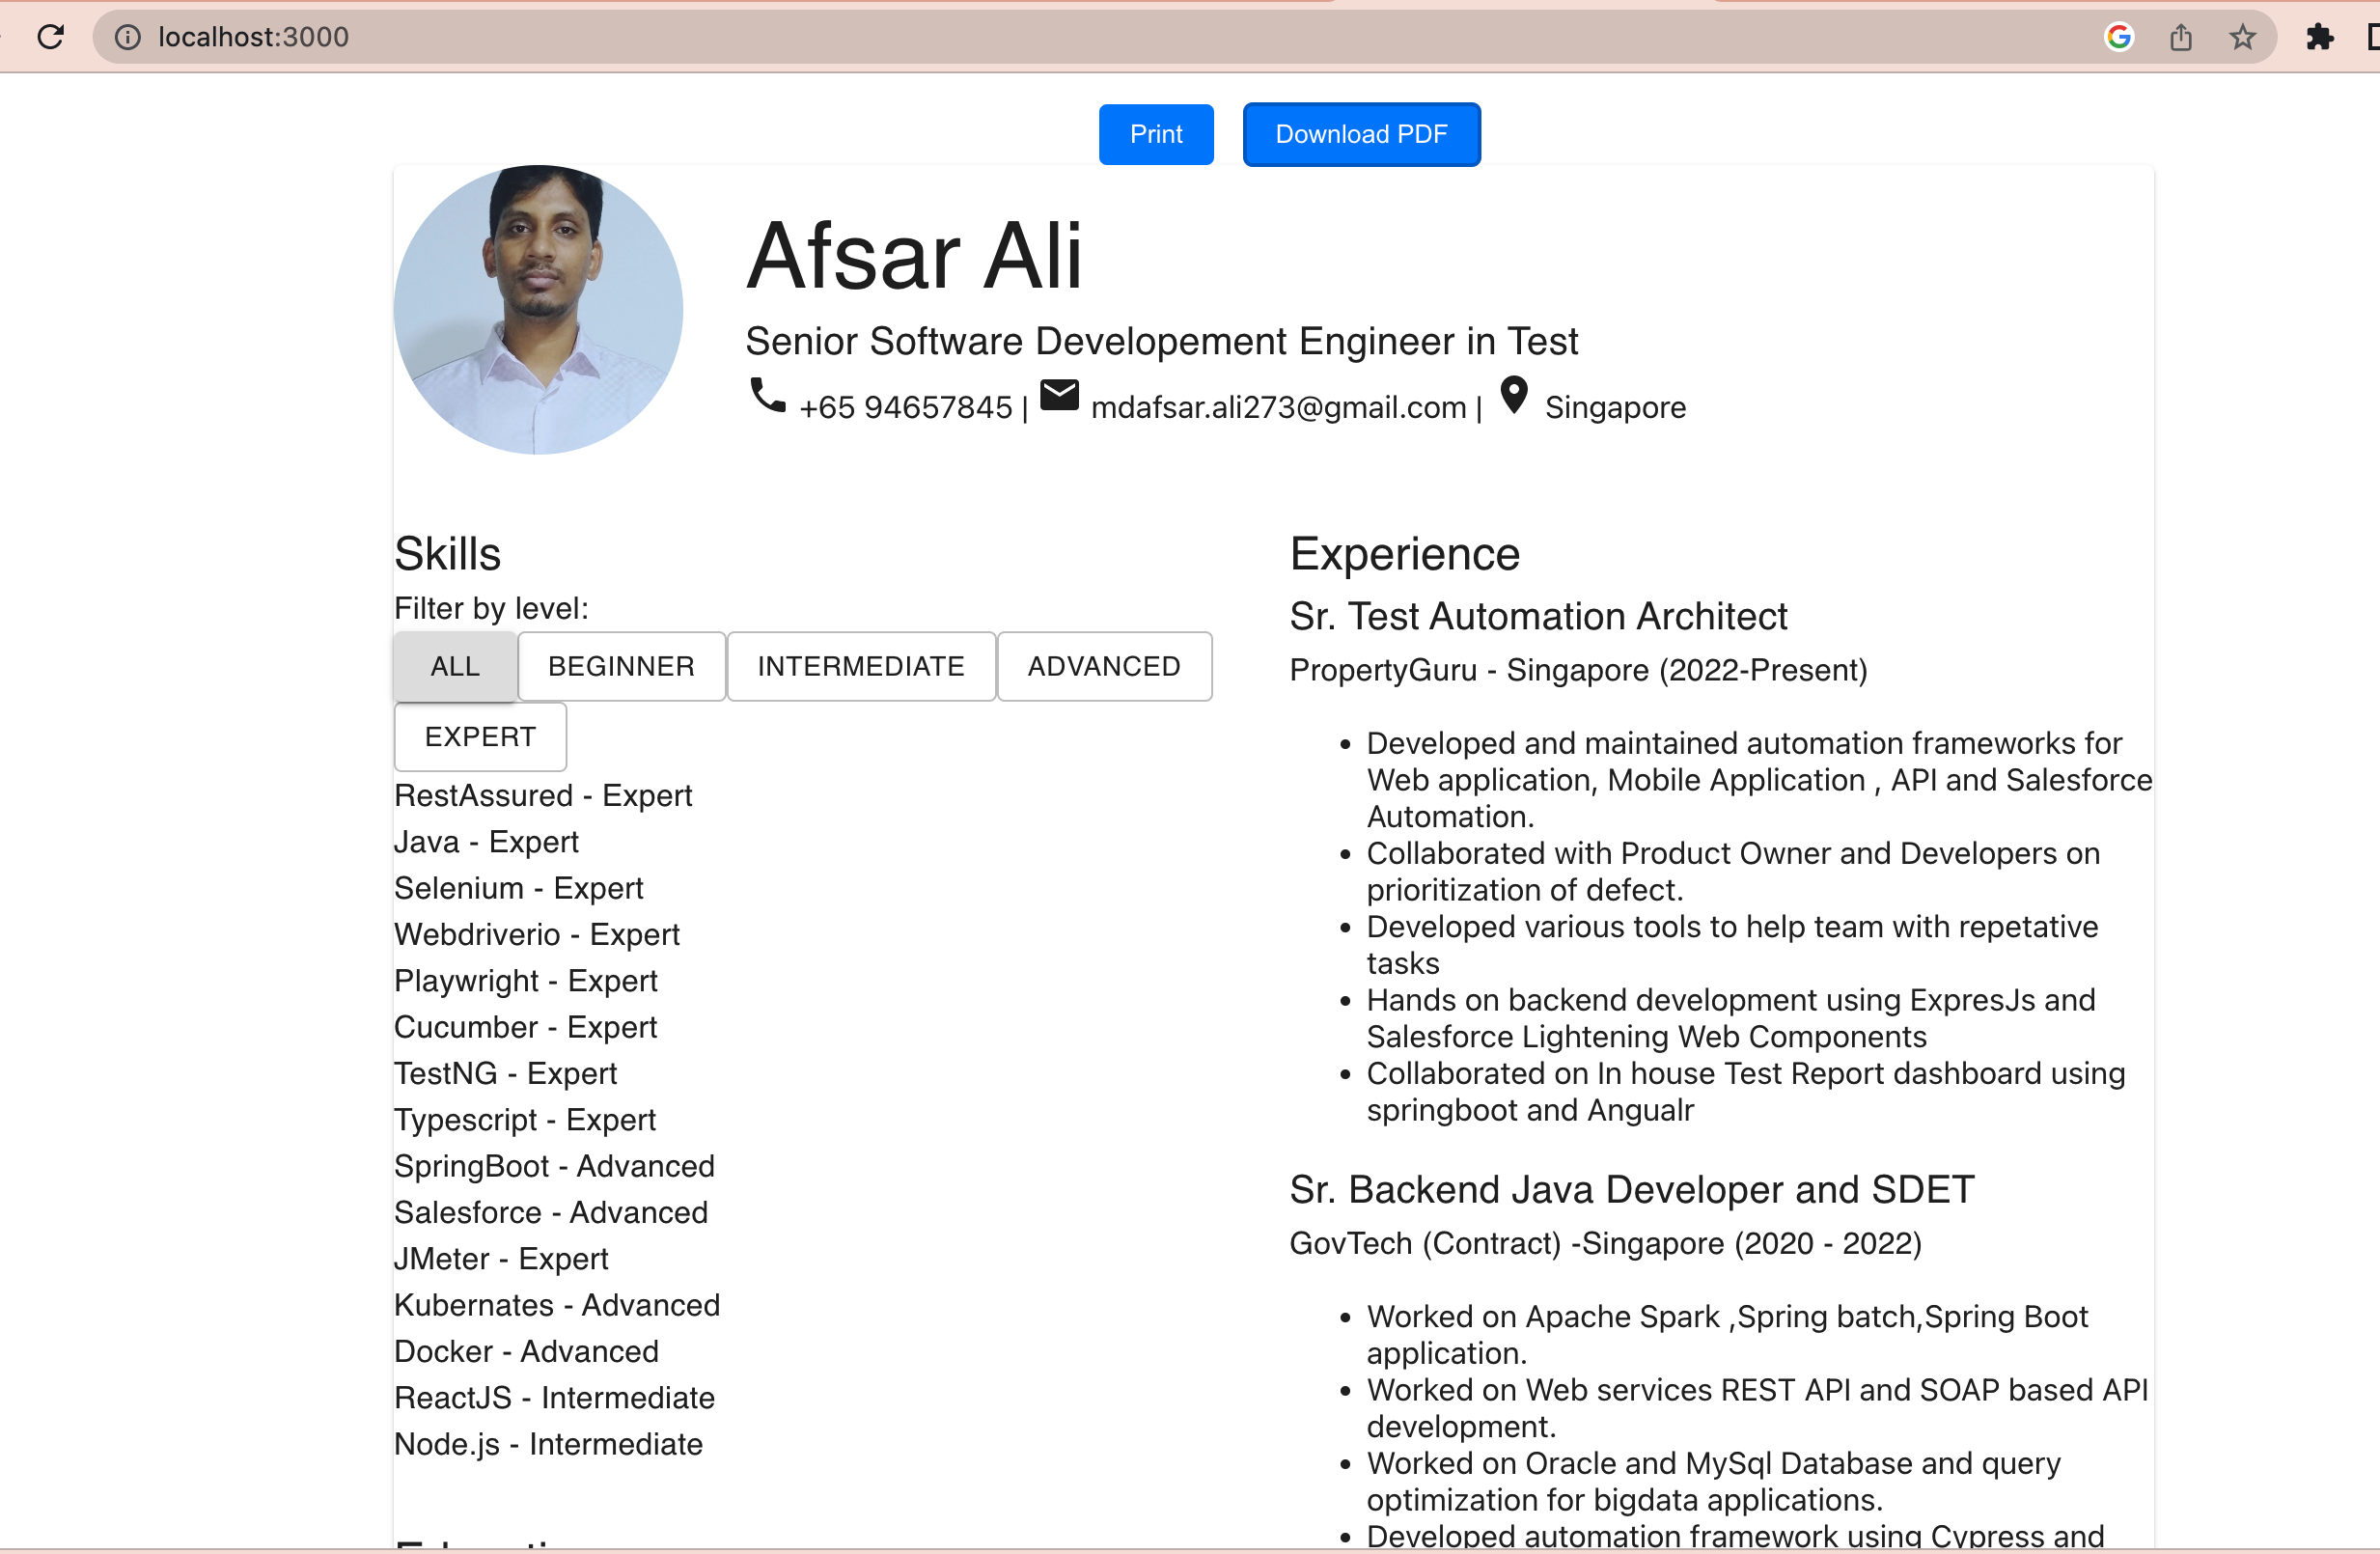 localhost:3000
Print
Download PDF
Afsar Ali
Senior Software Developement Engineer in Test
+65 94657845 | mdafsar.ali273@gmail.com | Singapore
Skills
Filter by level:
ALL BEGINNER INTERMEDIATE ADVANCED
EXPERT
RestAssured - Expert
Java - Expert
Selenium - Expert
Webdriverio - Expert
Playwright - Expert
Cucumber - Expert
TestNG - Expert
Typescript - Expert
SpringBoot - Advanced
Salesforce - Advanced
JMeter - Expert
Kubernates - Advanced
Docker - Advanced
ReactJS - Intermediate
Node.js - Intermediate
Experience
Sr. Test Automation Architect
PropertyGuru - Singapore (2022-Present)
• Developed and maintained automation frameworks for
Web application, Mobile Application , API and Salesforce
Automation.
• Collaborated with Product Owner and Developers on
prioritization of defect.
• Developed various tools to help team with repetative
tasks
• Hands on backend development using ExpresJs and
Salesforce Lightening Web Components
• Collaborated on In house Test Report dashboard using
springboot and Angualr
Sr. Backend Java Developer and SDET
GovTech (Contract) -Singapore (2020 - 2022)
• Worked on Apache Spark ,Spring batch,Spring Boot
application.
• Worked on Web services REST API and SOAP based API
development.
• Worked on Oracle and MySql Database and query
optimization for bigdata applications.
• Developed automation framework using Cypress and